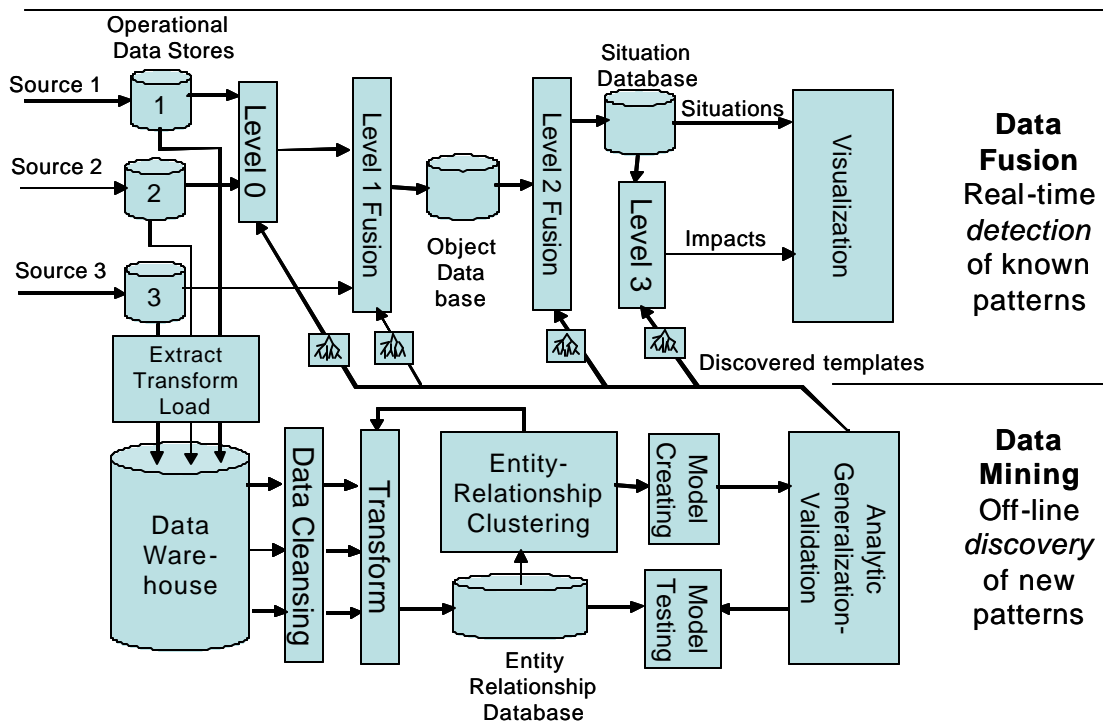 Operational
Data Stores
Source 1
1
Source 2
2
Source 3
3
Level 0
Level 1 Fusion
Object
Data
base
Level 2 Fusion
Situation
Database
Situations
Level 3
Impacts
Visualization
Data
Fusion
Real-time
detection
of known
patterns
Extract
Transform
Load
Discovered templates
Data
Ware-
house
Data Cleansing
Transform
Entity-
Relationship
Clustering
Entity
Relationship
Database
Model
Creating
Model
Testing
Analytic
Generalization-
Validation
Data
Mining
Off-line
discovery
of new
patterns